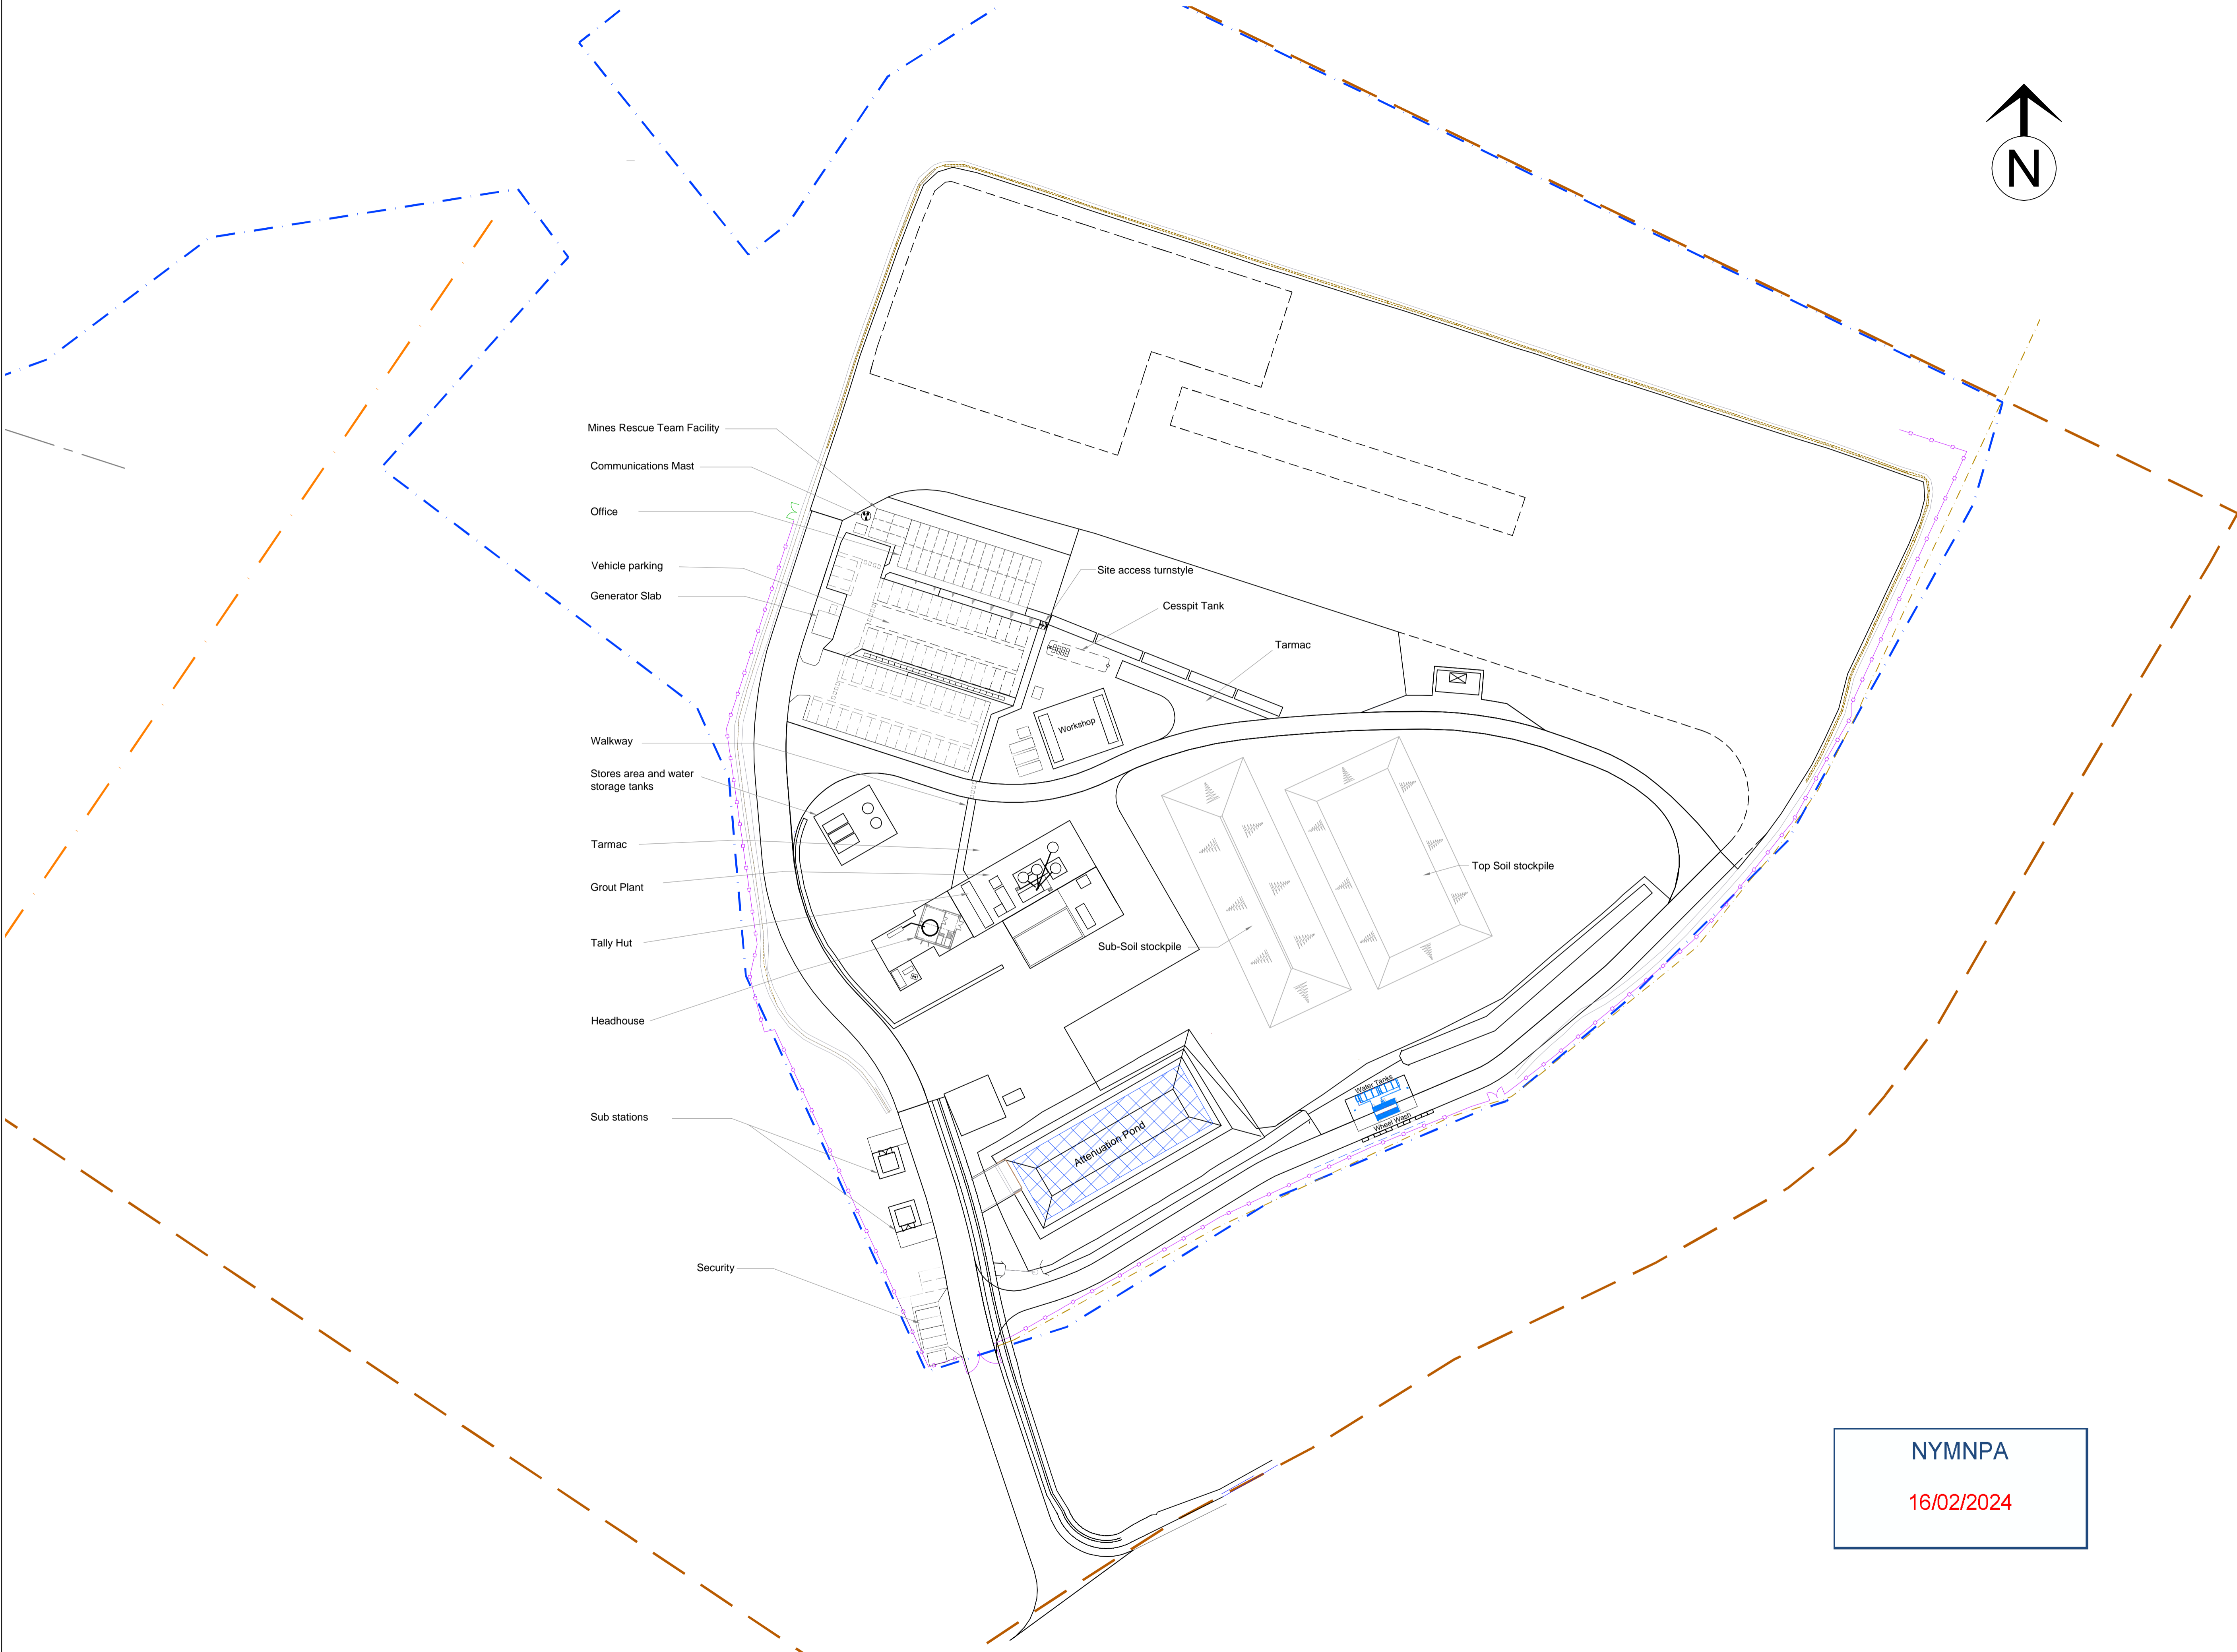 N
Mines Rescue Team Facility
Communications Mast
Office
Vehicle parking
Site access turnstyle
Generator Slab
Cesspit Tank
Tarmac
Workshop
Walkway
Stores area and water
storage tanks
Tarmac
Top Soil stockpile
Grout Plant
Tally Hut
Sub-Soil stockpile
Headhouse
Water Tanks
Sub stations
Wheel Wash
Attenuation Pond
Security
NYMNPA
16/02/2024